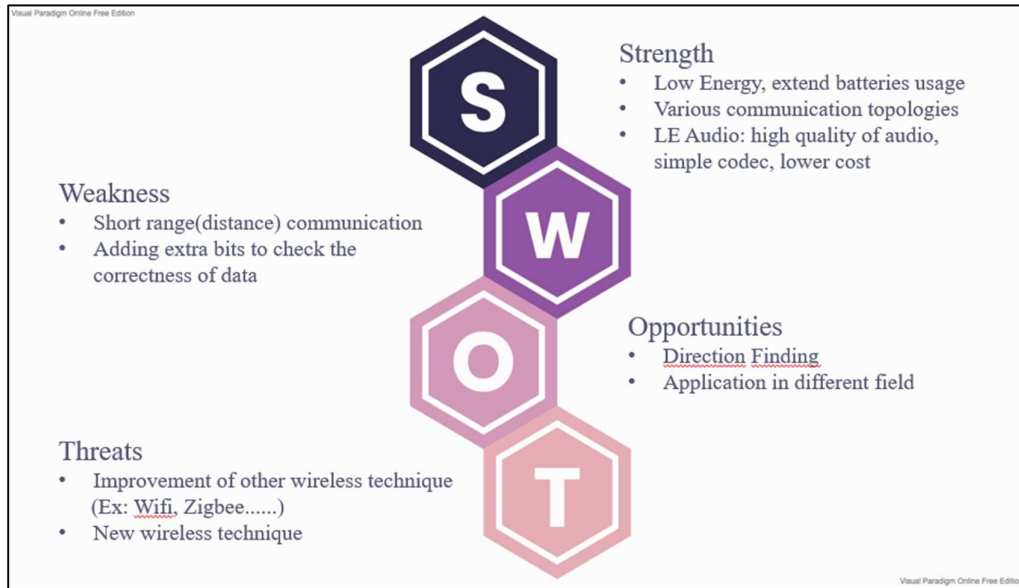 Visual Paradigm Online Free Edition
S
Strength
• Low Energy, extend batteries usage
• Various communication topologies
• LE Audio: high quality of audio,
simple codec, lower cost
W
Weakness
• Short range(distance) communication
• Adding extra bits to check the
correctness of data
O
Opportunities
• Direction Finding
• Application in different field
T
Threats
• Improvement of other wireless technique
(Ex: Wifi, Zigbee......)
• New wireless technique
Visual Paradigm Online Free Edition